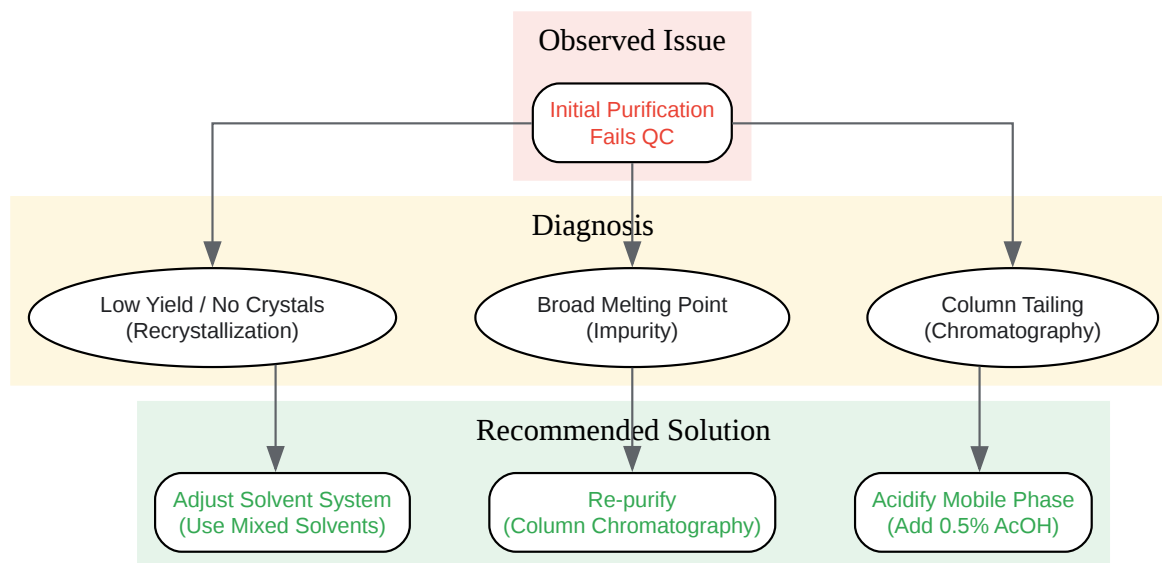 Observed Issue
Initial Purification
Fails QC
Diagnosis
Low Yield / No Crystals
(Recrystallization)
Broad Melting Point
(Impurity)
Column Tailing
(Chromatography)
Recommended Solution
Adjust Solvent System
(Use Mixed Solvents)
Re-purify
(Column Chromatography)
Acidify Mobile Phase
(Add 0.5% AcOH)